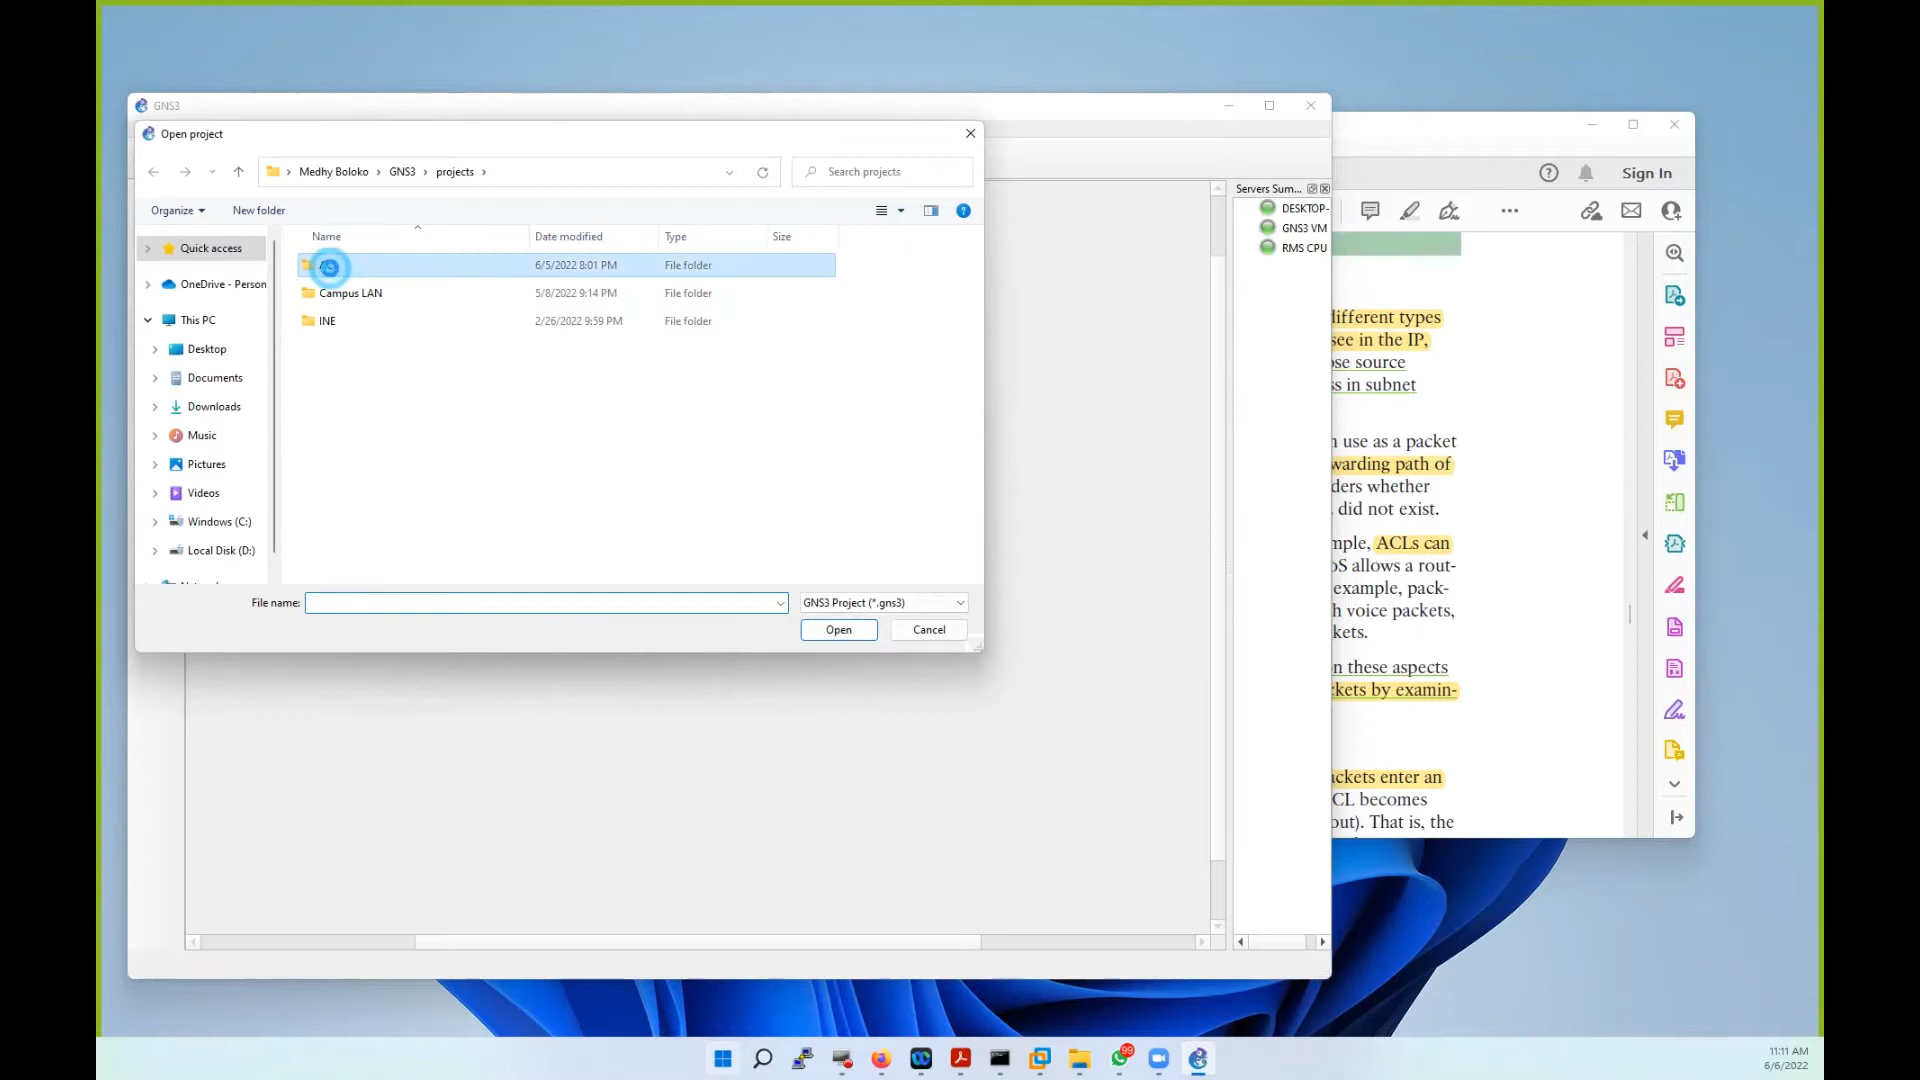 GNS3
Open project
Medhy Boloko
GNS3
projects
Search projects
Organize
New folder
Name
Date modified
Type
Size
6/5/2022 8:01 PM
File folder
Campus LAN
5/8/2022 9:14 PM
File folder
INE
2/26/2022 9:59 PM
File folder
Quick access
OneDrive - Person
This PC
Desktop
Documents
Downloads
Music
Pictures
Videos
Windows (C:)
Local Disk (D:)
File name:
GNS3 Project (*.gns3)
Open
Cancel
Servers Sum...
DESKTOP-
GNS3 VM
RMS CPU
Sign In
different types
see in the IP,
ose source
ss in subnet
n use as a packet
warding path of
ders whether
did not exist.
mple, ACLs can
oS allows a rout-
example, pack-
h voice packets,
kets.
n these aspects
ckets by examin-
ackets enter an
CL becomes
out). That is, the
99
11:11 AM
6/6/2022